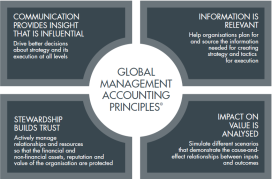 COMMUNICATION
PROVIDES INSIGHT
THAT IS INFLUENTIAL
Drive better decisions
about strategy and its
execution at all levels
INFORMATION IS
RELEVANT
Help organisations plan for
and source the information
needed for creating
strategy and tactics
for execution
GLOBAL
MANAGEMENT
ACCOUNTING
PRINCIPLES®
STEWARDSHIP
BUILDS TRUST
Actively manage
relationships and resources
so that the financial and
non-financial assets, reputation and
value of the organisation are protected
IMPACT ON
VALUE IS
ANALYSED
Simulate different scenarios
that demonstrate the cause-and-
effect relationships between inputs
and outcomes